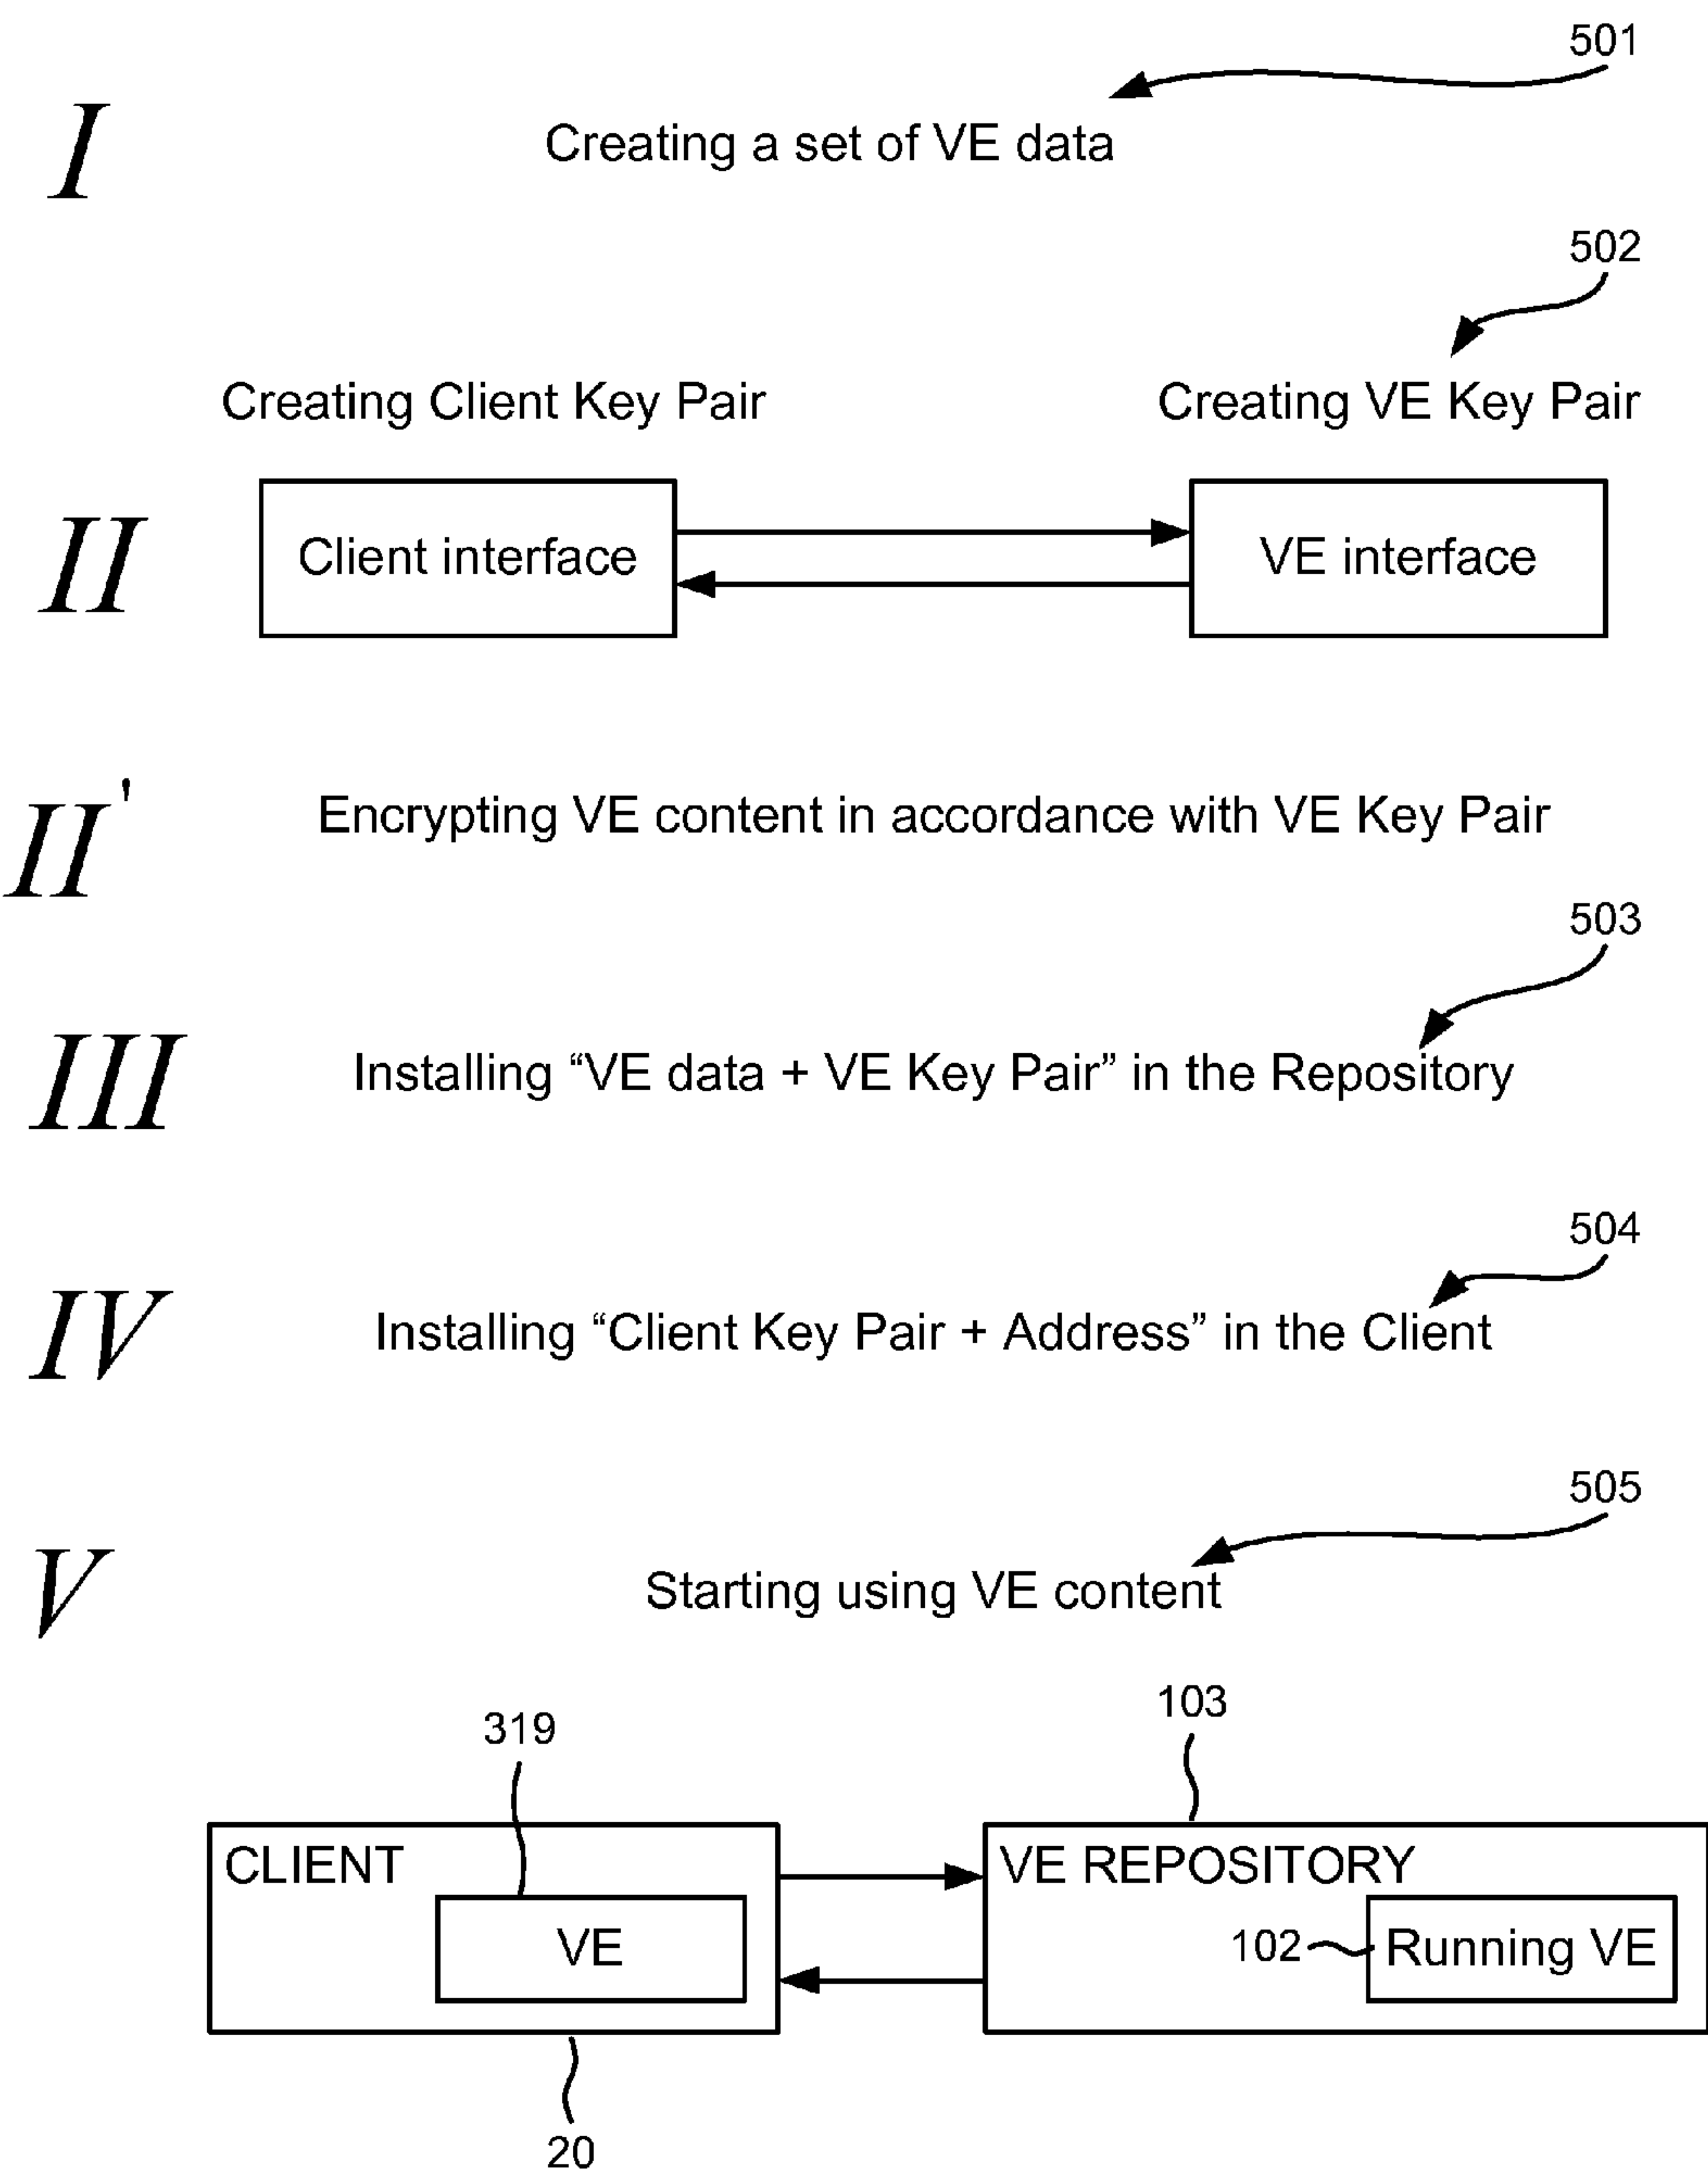 501
I
Creating a set of VE data
502
Creating Client Key Pair
Creating VE Key Pair
II
Client interface
VE interface
II'
Encrypting VE content in accordance with VE Key Pair
503
III
Installing “VE data + VE Key Pair” in the Repository
504
IV
Installing “Client Key Pair + Address” in the Client
505
V
Starting using VE content
103
319
CLIENT
VE REPOSITORY
VE
102
Running VE
20